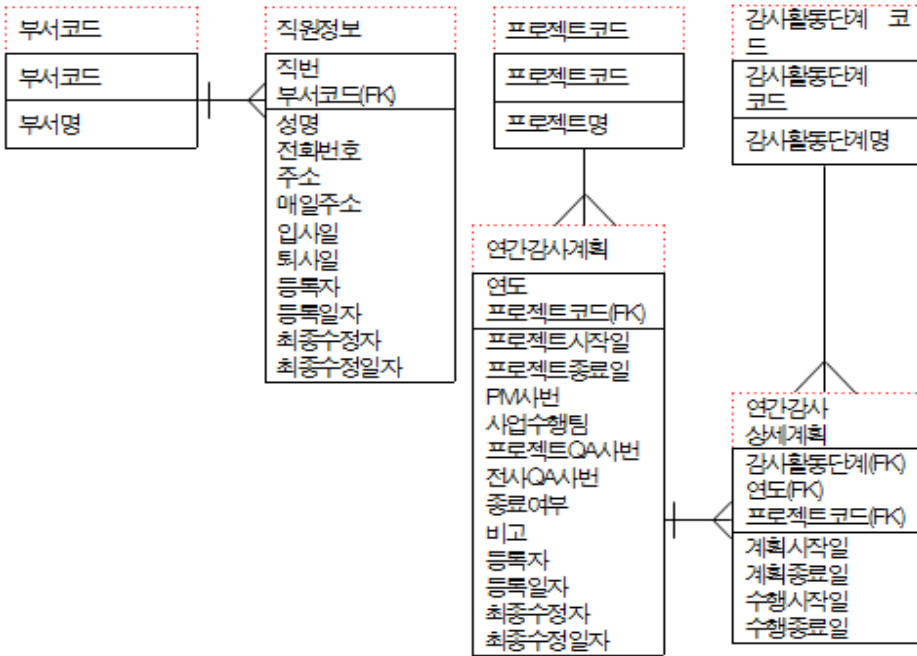 부서코드
부서코드
부서명
직원정보
직번
부서코드(FK)
성명
전화번호
주소
매일주소
입사일
퇴사일
등록자
등록일자
최종수정자
최종수정일자
프로젝트코드
프로젝트코드
프로젝트명
감사활동단계 코
드
감사활동단계
코드
감사활동단계명
연간감사계획
연도
프로젝트코드(FK)
프로젝트시작일
프로젝트종료일
PM사번
사업수행팀
프로젝트QA사번
전사QA사번
종료여부
비고
등록자
등록일자
최종수정자
최종수정일자
연간감사
상세계획
감사활동단계(FK)
연도(FK)
프로젝트코드(FK)
계획시작일
계획종료일
수행시작일
수행종료일